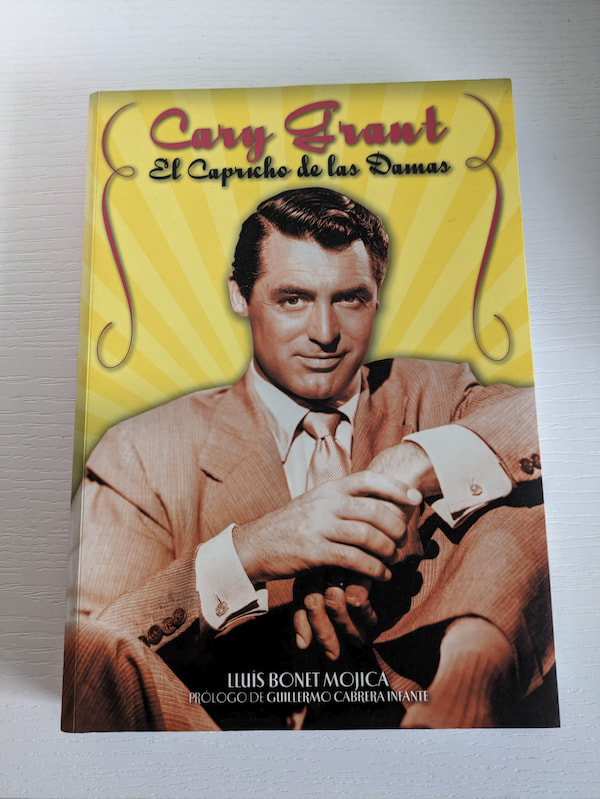 Cary Grant
El Capricho de las Damas
LLUÍS BONET MOJICA
PRÓLOGO DE GUILLERMO CABRERA INFANTE